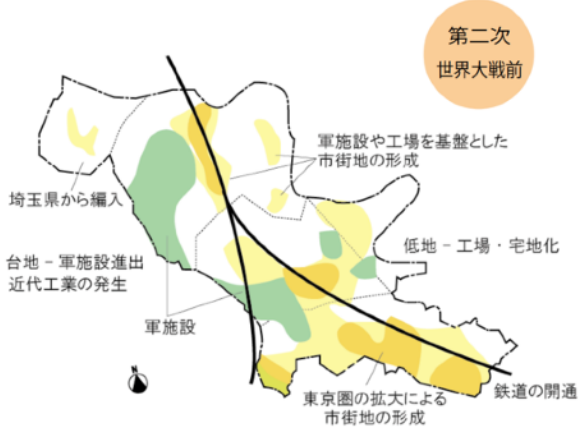 第二次
世界大戦前
軍施設や工場を基盤とした
市街地の形成
埼玉県から編入
台地－軍施設進出
近代工業の発生
低地－工場・宅地化
軍施設
鉄道の開通
東京圏の拡大による
市街地の形成
N